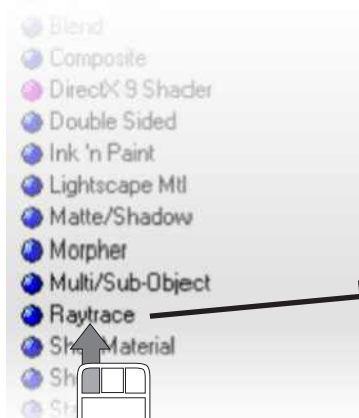 Blend
Composite
DirectX 9 Shader
Double Sided
Ink 'n Paint
Lightscape Mtl
Matte/Shadow
Morpher
Multi/Sub-Object
Raytrace
Material